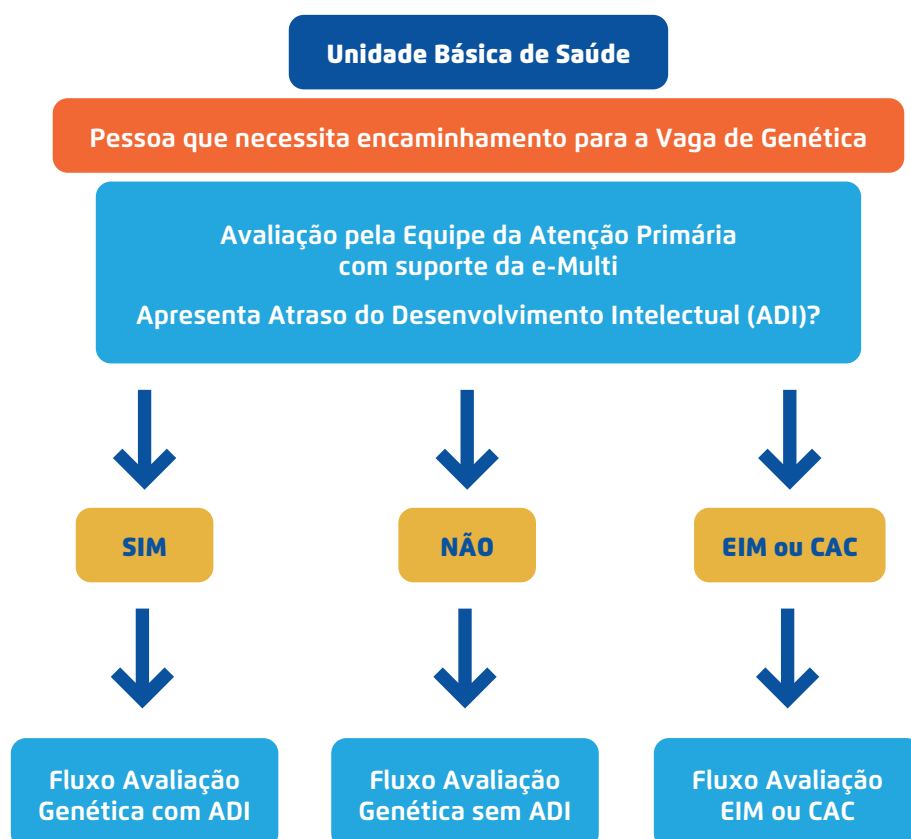 Unidade Básica de Saúde
Pessoa que necessita encaminhamento para a Vaga de Genética
Avaliação pela Equipe da Atenção Primária
com suporte da e-Multi
Apresenta Atraso do Desenvolvimento Intelectual (ADI)?
SIM
NÃO
EIM ou CAC
Fluxo Avaliação
Genética com ADI
Fluxo Avaliação
Genética sem ADI
Fluxo Avaliação
EIM ou CAC